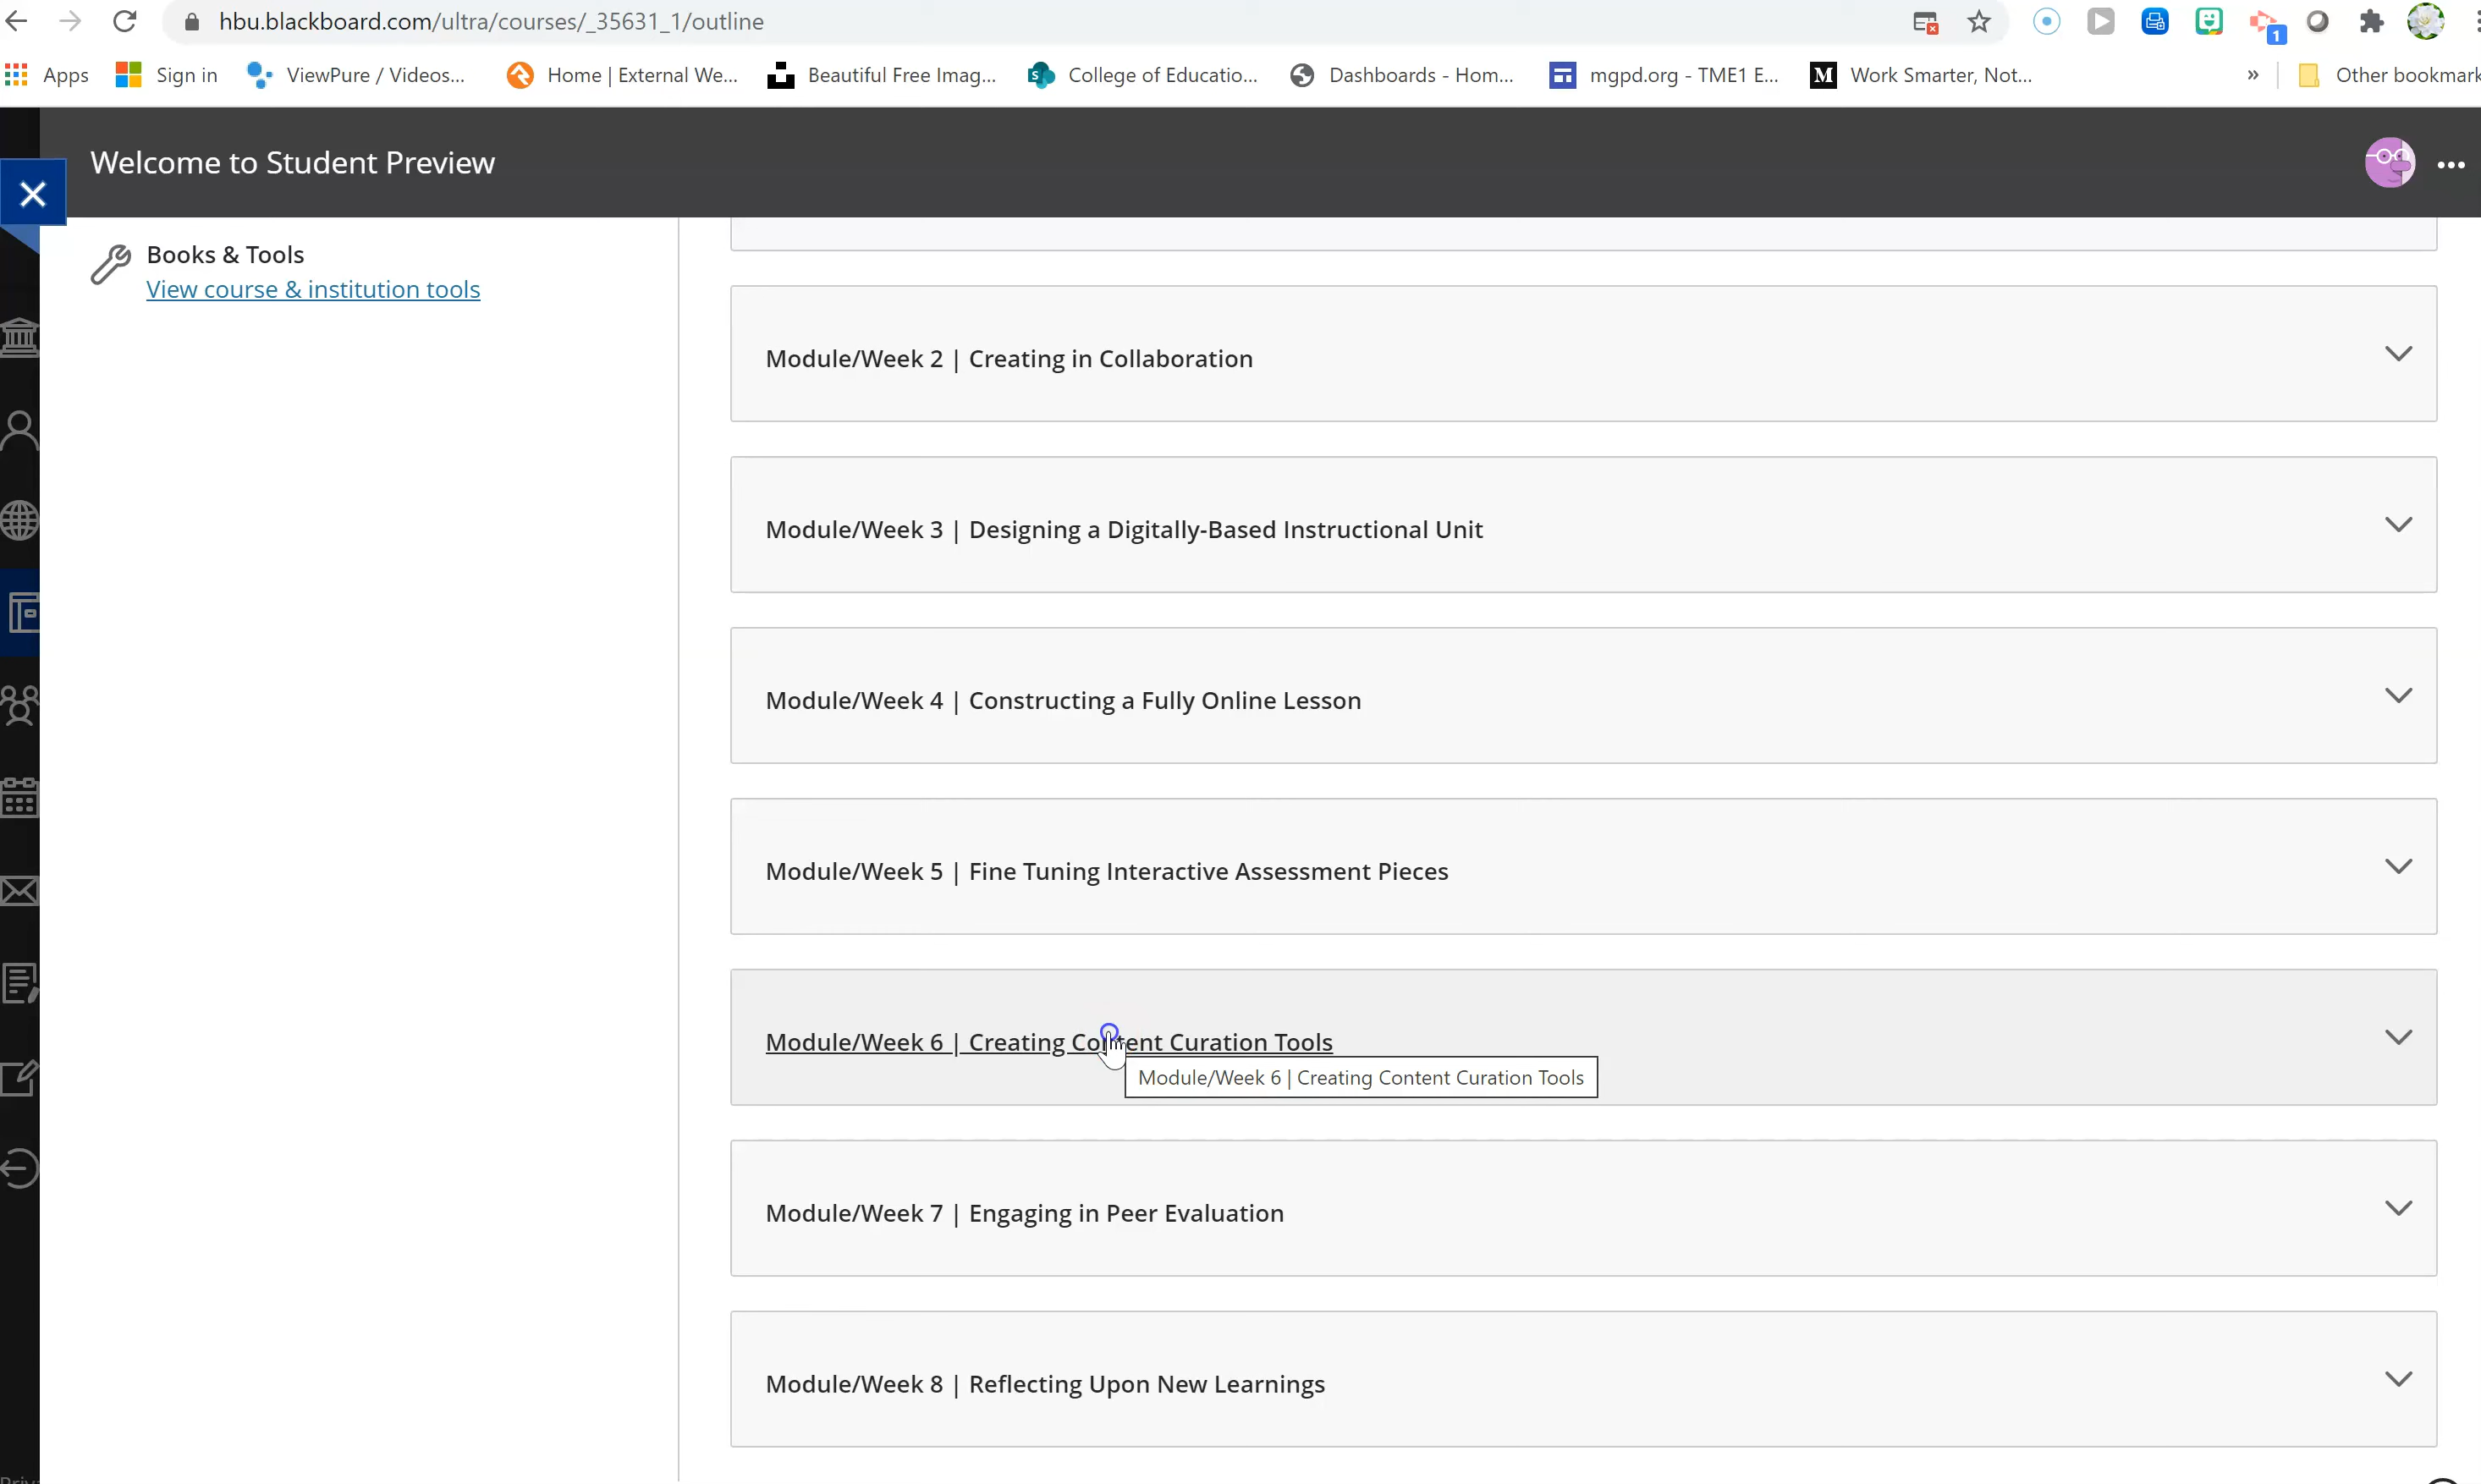 hbu.blackboard.com/ultra/courses/_35631_1/outline
1
Apps
Sign in
ViewPure / Videos...
Home | External We...
Beautiful Free Imag...
S
College of Educatio...
Dashboards - Hom...
mgpd.org - TME1 E...
M
Work Smarter, Not...
»
Other bookmark
Welcome to Student Preview
Books & Tools
View course & institution tools
Module/Week 2 | Creating in Collaboration
Module/Week 3 | Designing a Digitally-Based Instructional Unit
Module/Week 4 | Constructing a Fully Online Lesson
Module/Week 5 | Fine Tuning Interactive Assessment Pieces
Module/Week 6 | Creating Content Curation Tools
Module/Week 6 | Creating Content Curation Tools
Module/Week 7 | Engaging in Peer Evaluation
Module/Week 8 | Reflecting Upon New Learnings